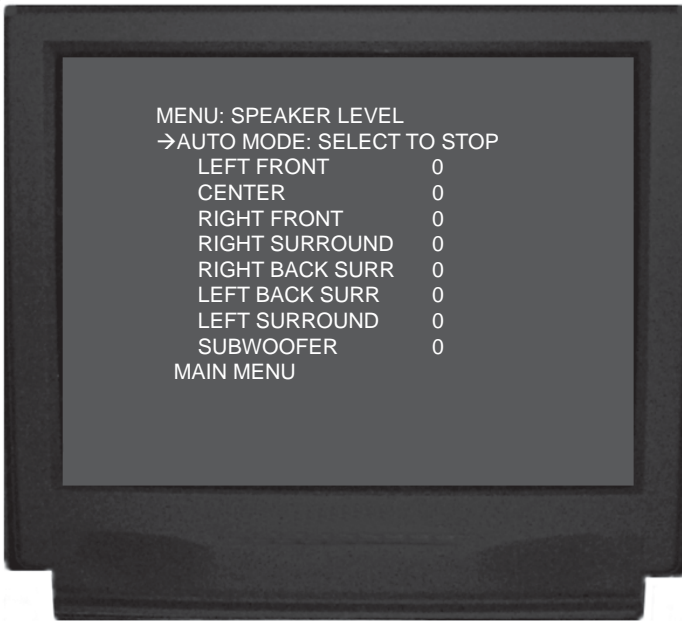 MENU: SPEAKER LEVEL
→AUTO MODE: SELECT TO STOP
LEFT FRONT 0
CENTER 0
RIGHT FRONT 0
RIGHT SURROUND 0
RIGHT BACK SURR 0
LEFT BACK SURR 0
LEFT SURROUND 0
SUBWOOFER 0
MAIN MENU